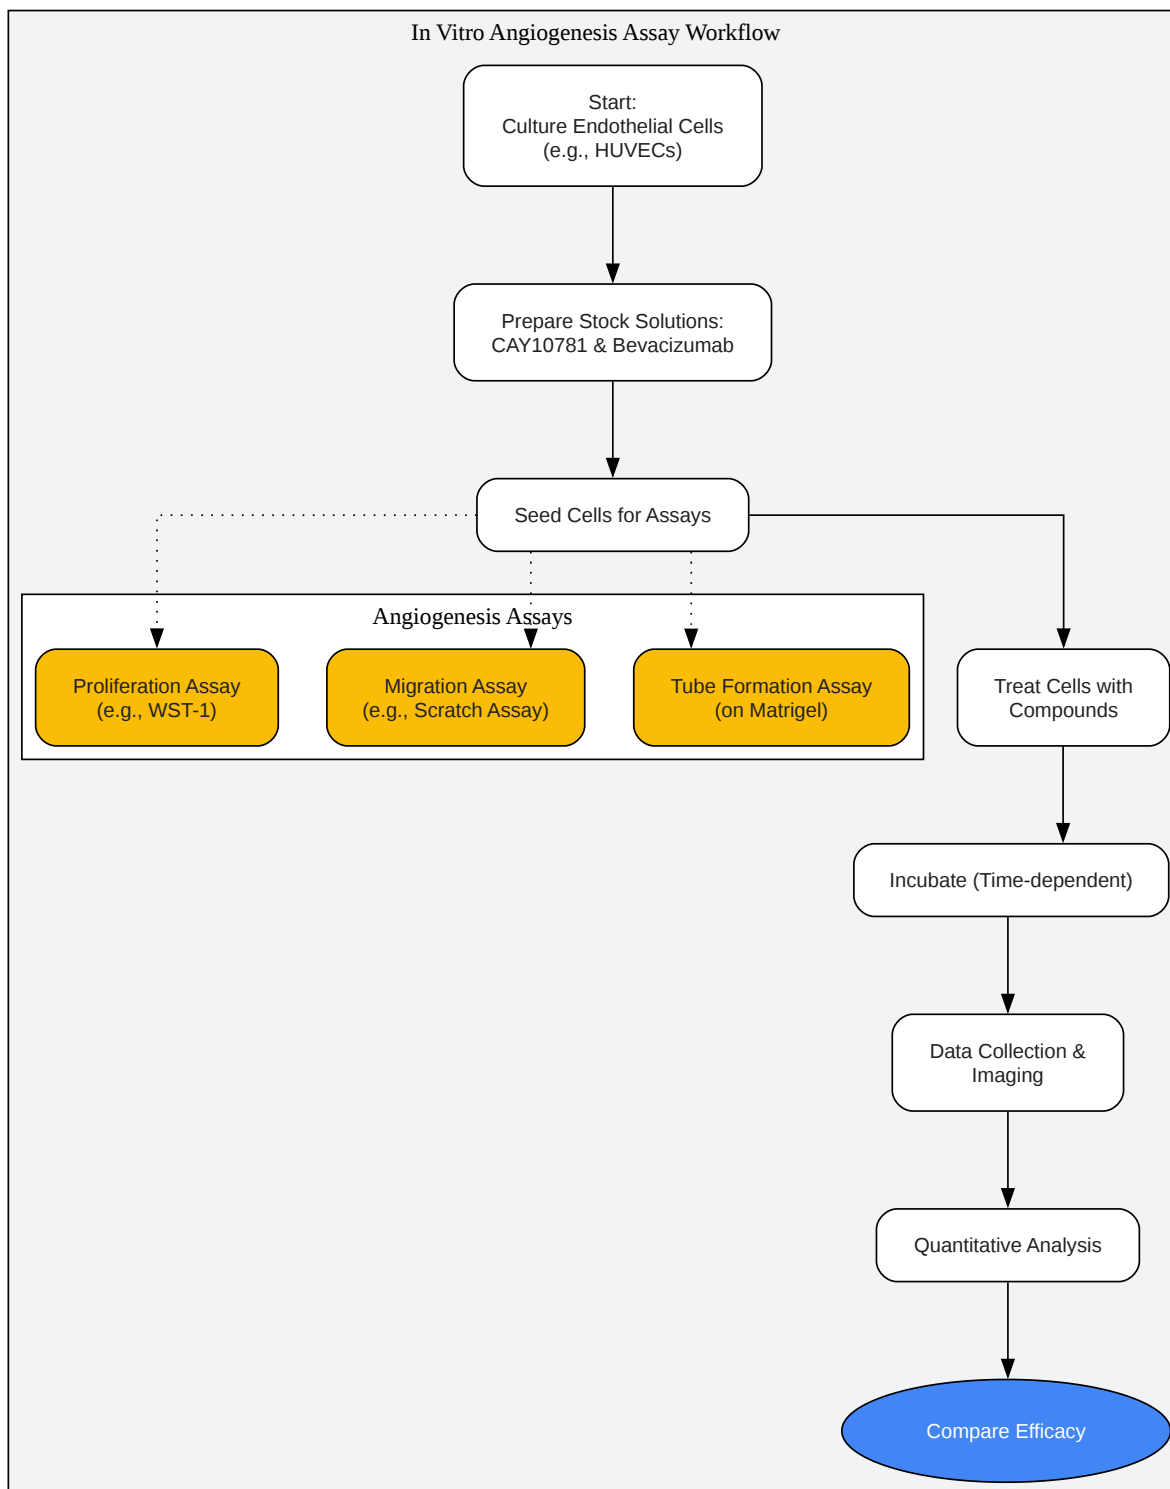 In Vitro Angiogenesis Assay Workflow
Start:
Culture Endothelial Cells
(e.g., HUVECs)
Prepare Stock Solutions:
CAY10781 & Bevacizumab
Seed Cells for Assays
Angiogenesis Assays
Proliferation Assay
(e.g., WST-1)
Migration Assay
(e.g., Scratch Assay)
Tube Formation Assay
(on Matrigel)
Treat Cells with
Compounds
Incubate (Time-dependent)
Data Collection &
Imaging
Quantitative Analysis
Compare Efficacy